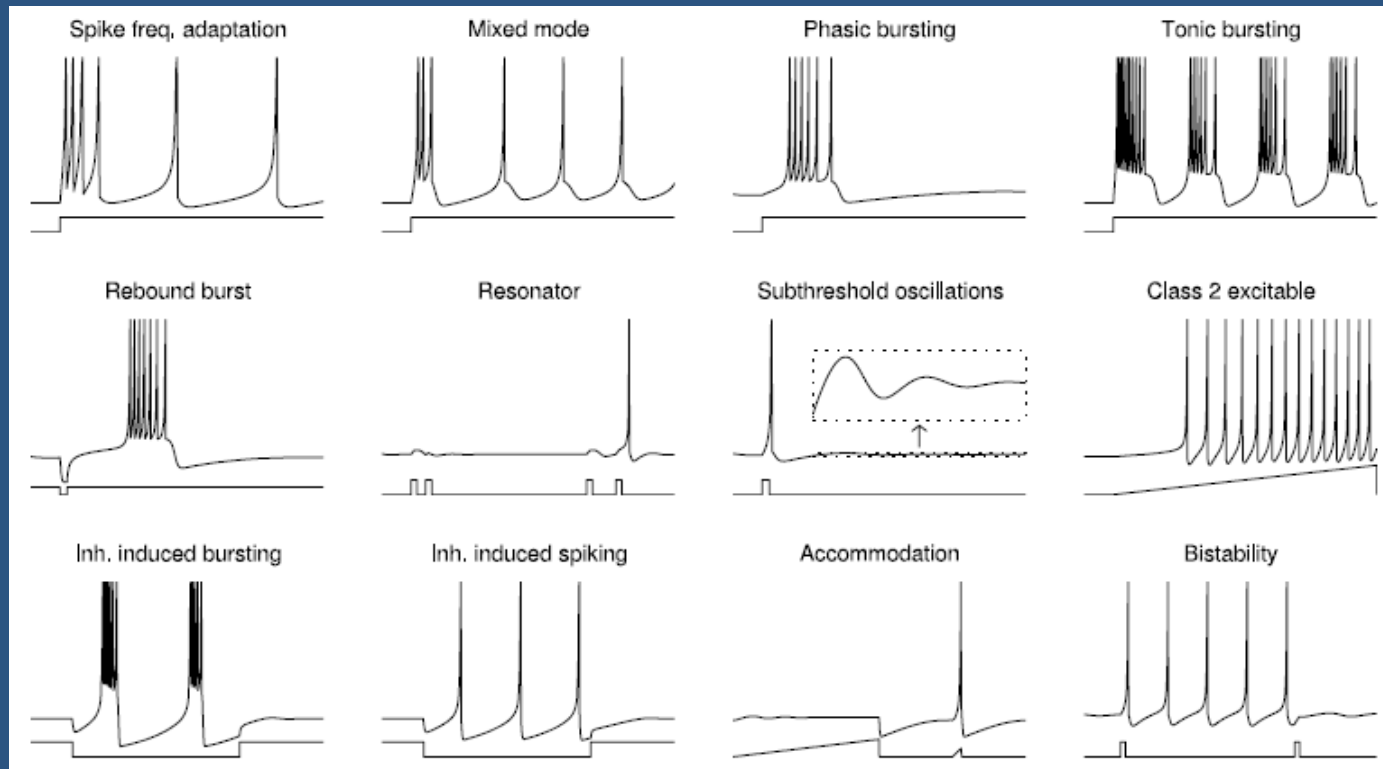 Spike freq. adaptation
Mixed mode
Phasic bursting
Tonic bursting
Rebound burst
Resonator
Subthreshold oscillations
Class 2 excitable
Inh. induced bursting
Inh. induced spiking
Accommodation
Bistability